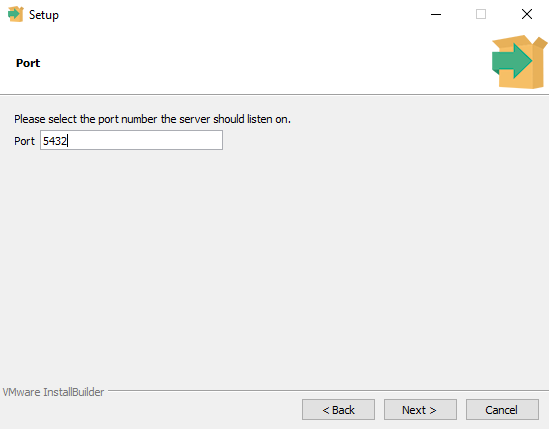 Setup
Port
Please select the port number the server should listen on.
Port 5432
VMware InstallBuilder
< Back Next > Cancel